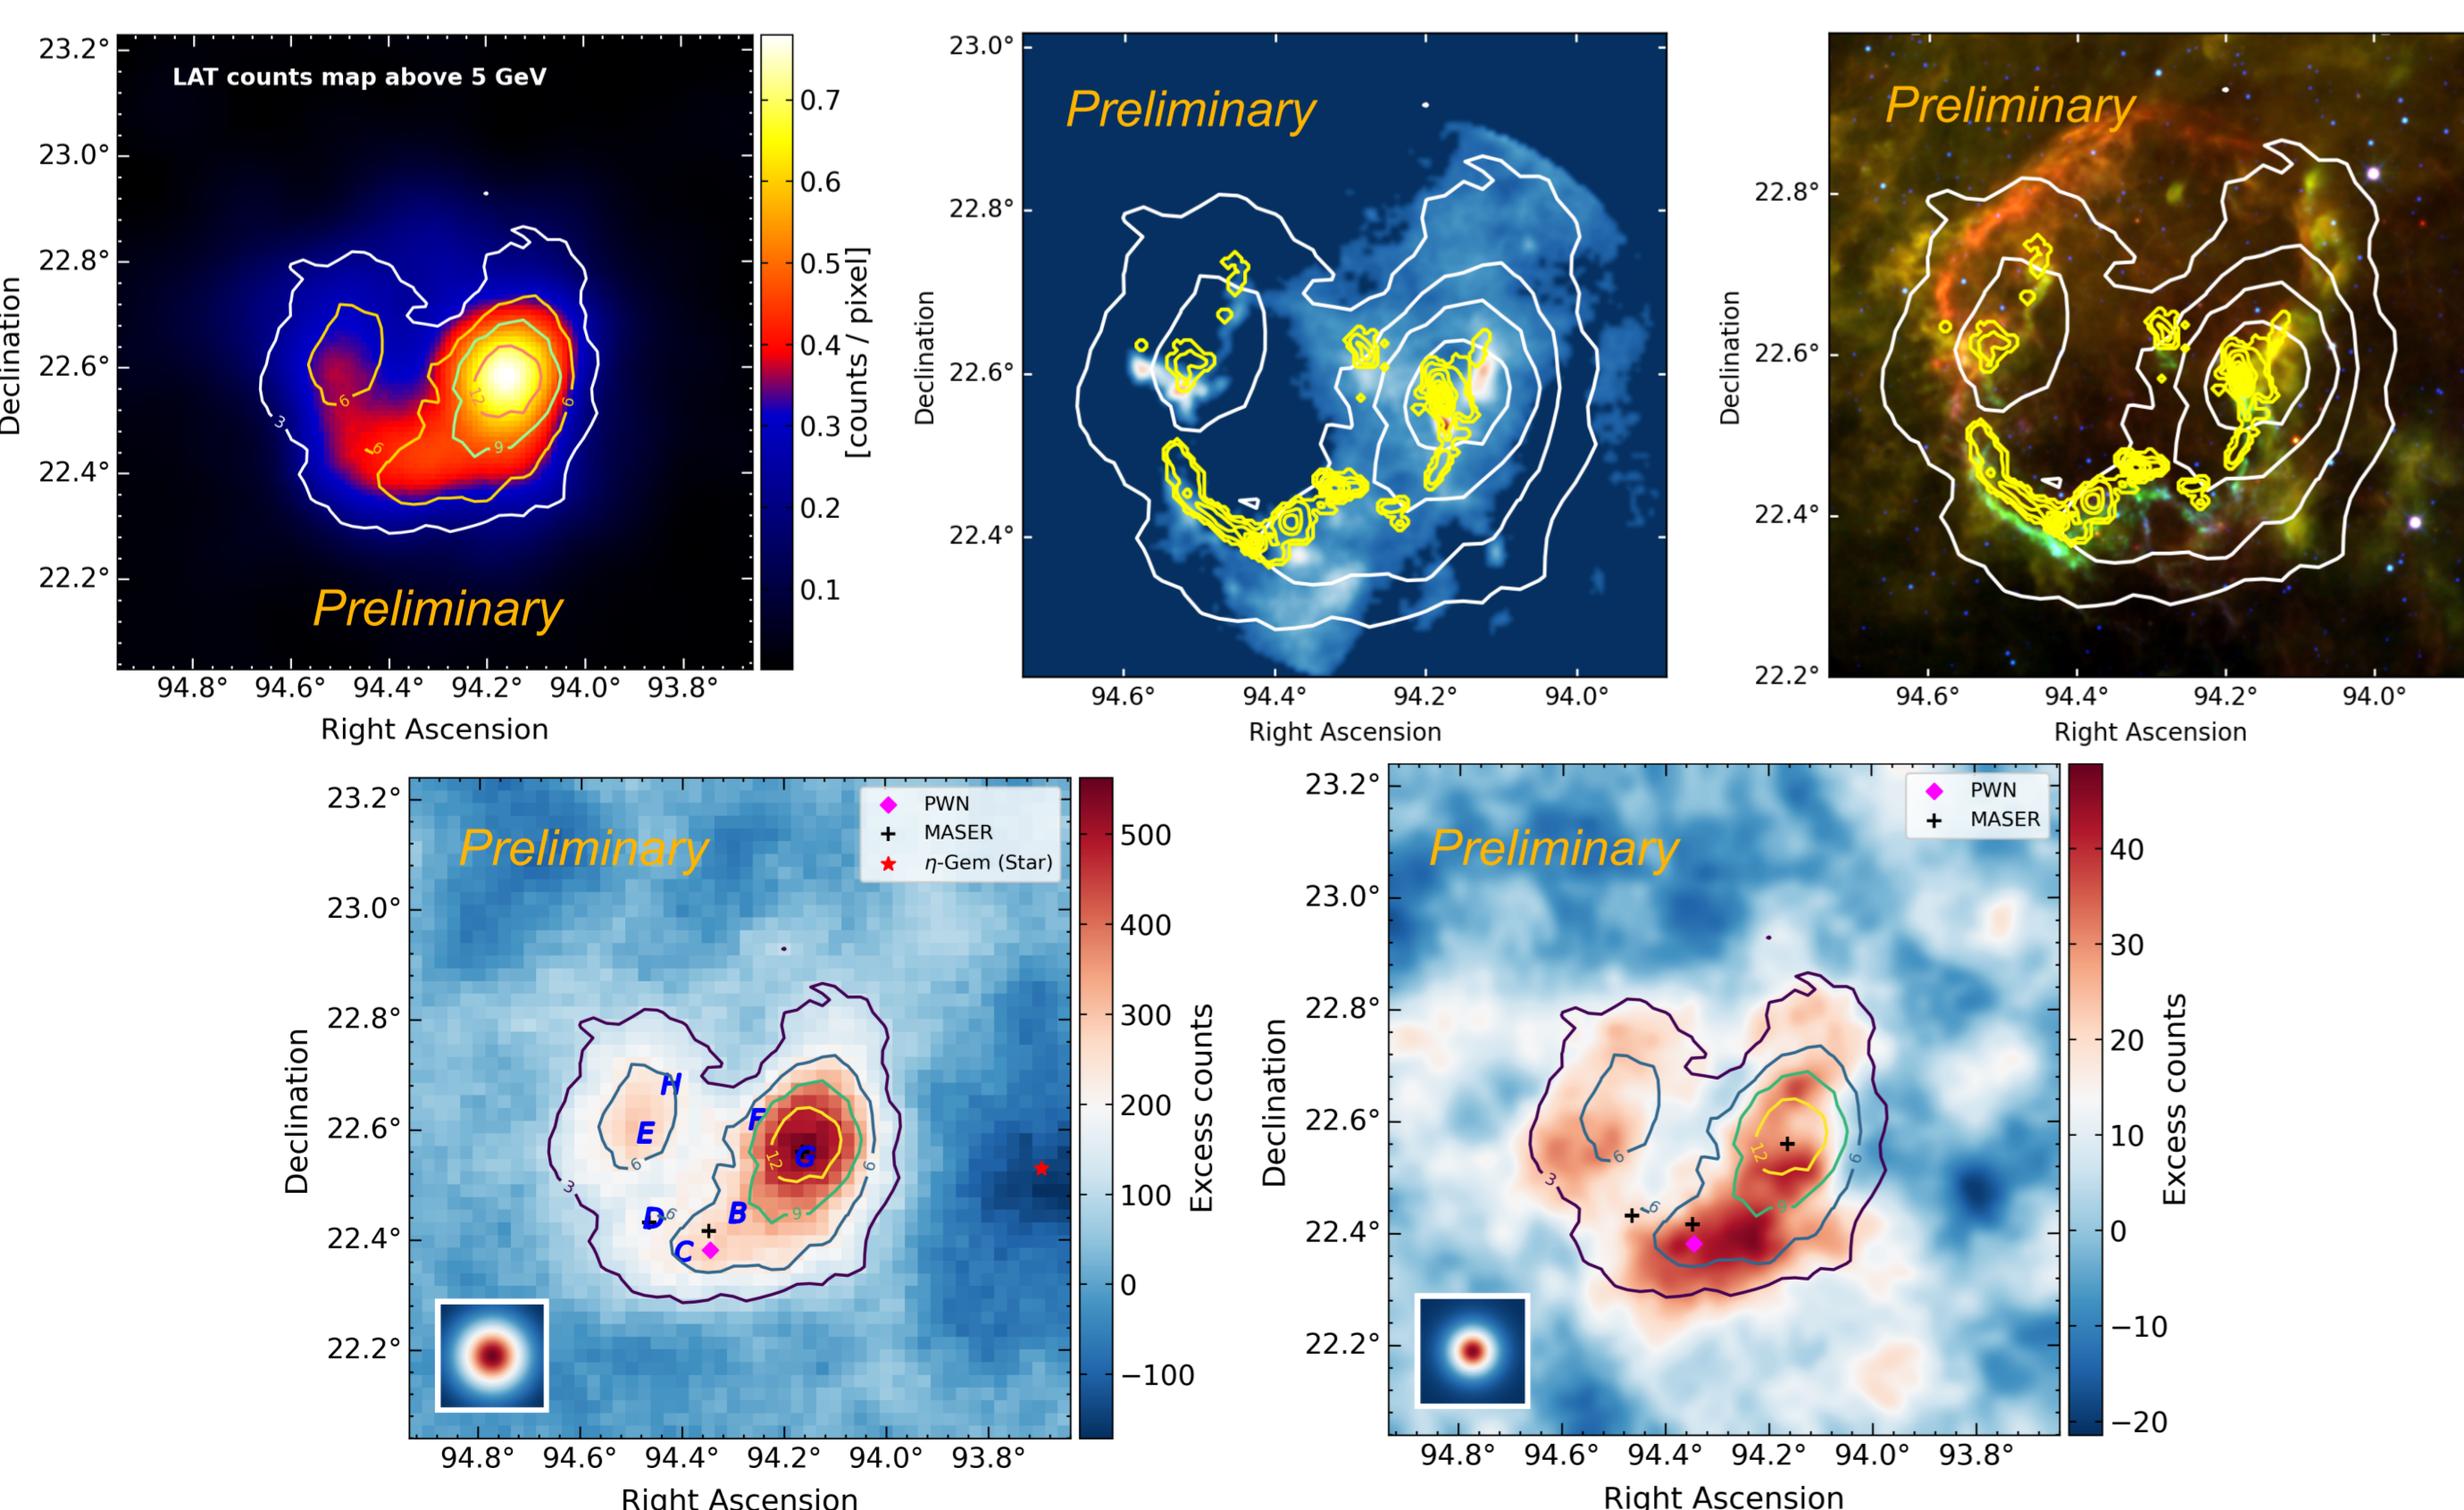 LAT counts map above 5 GeV
Preliminary
23.2°
23.0°
22.8°
22.6°
22.4°
22.2°
Declination
94.8° 94.6° 94.4° 94.2° 94.0° 93.8°
Right Ascension
3
6
6
12
9
6
0.7
0.6
0.5
0.4
0.3
0.2
0.1
[counts / pixel]
Preliminary
23.0°
22.8°
22.6°
22.4°
Declination
94.6° 94.4° 94.2° 94.0°
Right Ascension
Preliminary
22.8°
22.6°
22.4°
22.2°
Declination
94.6° 94.4° 94.2° 94.0°
Right Ascension
Preliminary
PWN
MASER
η-Gem (Star)
23.2°
23.0°
22.8°
22.6°
22.4°
22.2°
Declination
94.8° 94.6° 94.4° 94.2° 94.0° 93.8°
Right Ascension
H
F
E
G
12
6
6
3
D
6
B
9
C
500
400
300
200
100
0
−100
Excess counts
Preliminary
PWN
MASER
23.2°
23.0°
22.8°
22.6°
22.4°
22.2°
Declination
94.8° 94.6° 94.4° 94.2° 94.0° 93.8°
Right Ascension
12
6
6
3
6
9
40
30
20
10
0
−10
−20
Excess counts